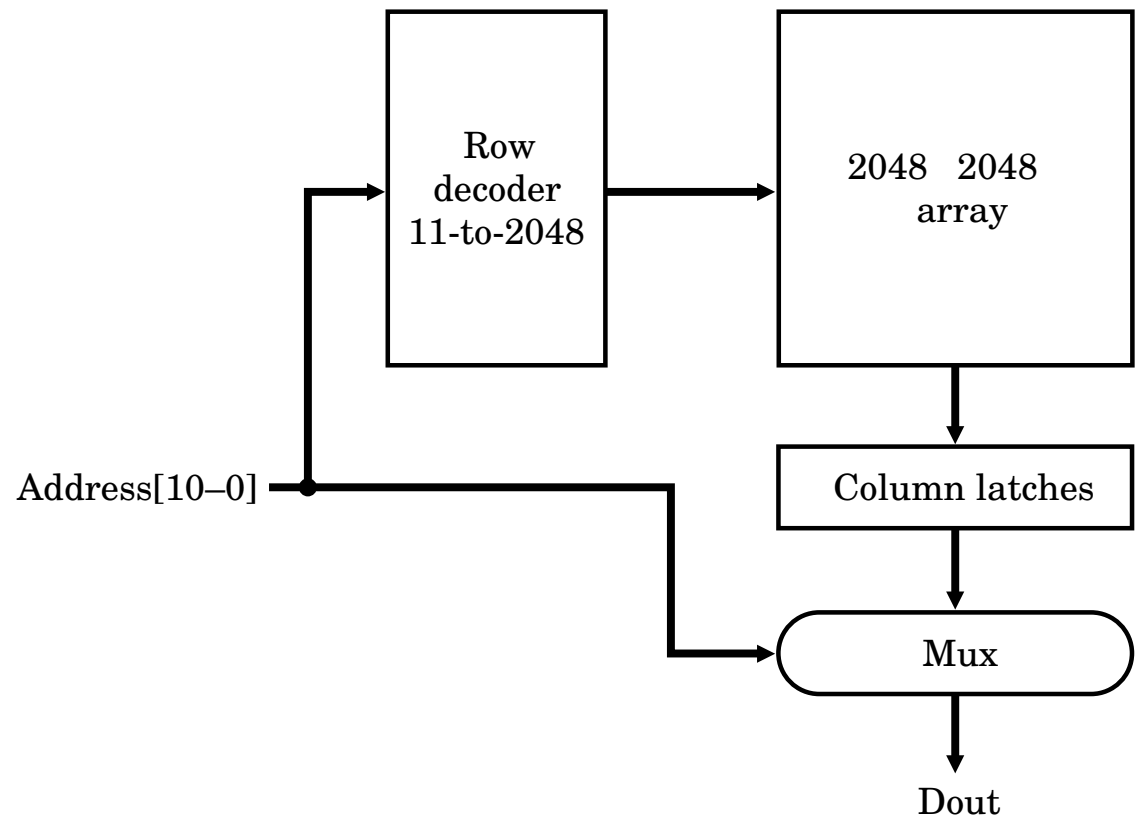 Row
decoder
11-to-2048
2048 2048
array
Address[10–0]
Column latches
Mux
Dout